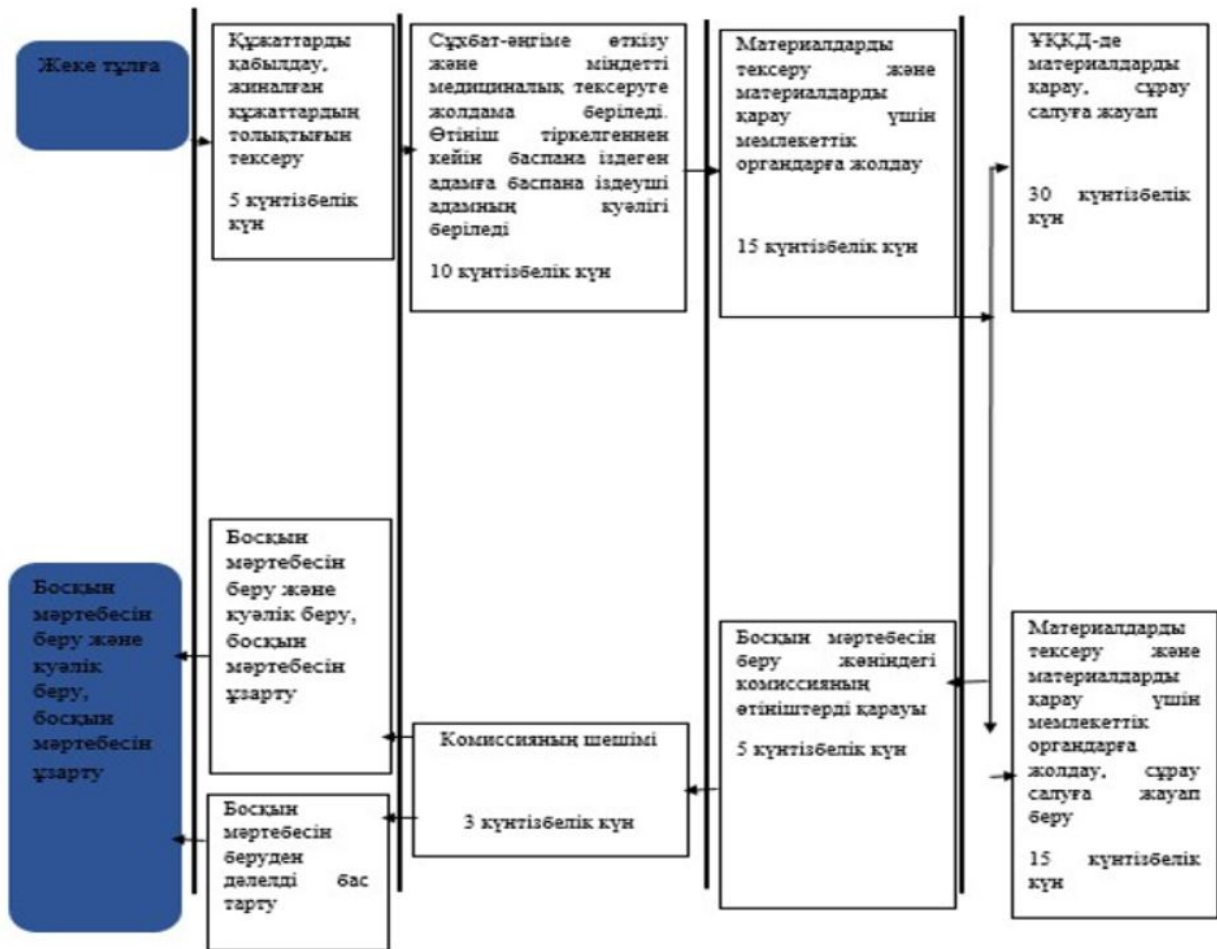 Жеке тұлға
Құжаттарды
қабылдау,
жиналған
құжаттардың
толықтығын
тексеру
5 күнтізбелік
күн
Сұхбат-әңгіме өткізу
және міндетті
медициналық тексеруге
жолдама беріледі.
Өтініш тіркелгеннен
кейін баспана іздеген
адамға баспана іздеуші
адамның куәлігі
беріледі
10 күнтізбелік күн
Материалдарды
тексеру және
материалдарды
қарау үшін
мемлекеттік
органдарға жолдау
15 күнтізбелік күн
ҰҚКД-де
материалдарды
қарау, сұрау
салуға жауап
30 күнтізбелік
күн
Босқын
мәртебесін
беру және
куәлік
беру,
босқын
мәртебесін
ұзарту
Босқын
мәртебесін
беру және
куәлік беру,
босқын
мәртебесін
ұзарту
Босқын
мәртебесін
беруден
дәлелді бас
тарту
Комиссияның шешімі
3 күнтізбелік күн
Босқын мәртебесін
беру жөніндегі
комиссияның
өтініштерді қарауы
5 күнтізбелік күн
Материалдарды
тексеру және
материалдарды
қарау үшін
мемлекеттік
органдарға
жолдау, сұрау
салуға жауап
беру
15 күнтізбелік
күн